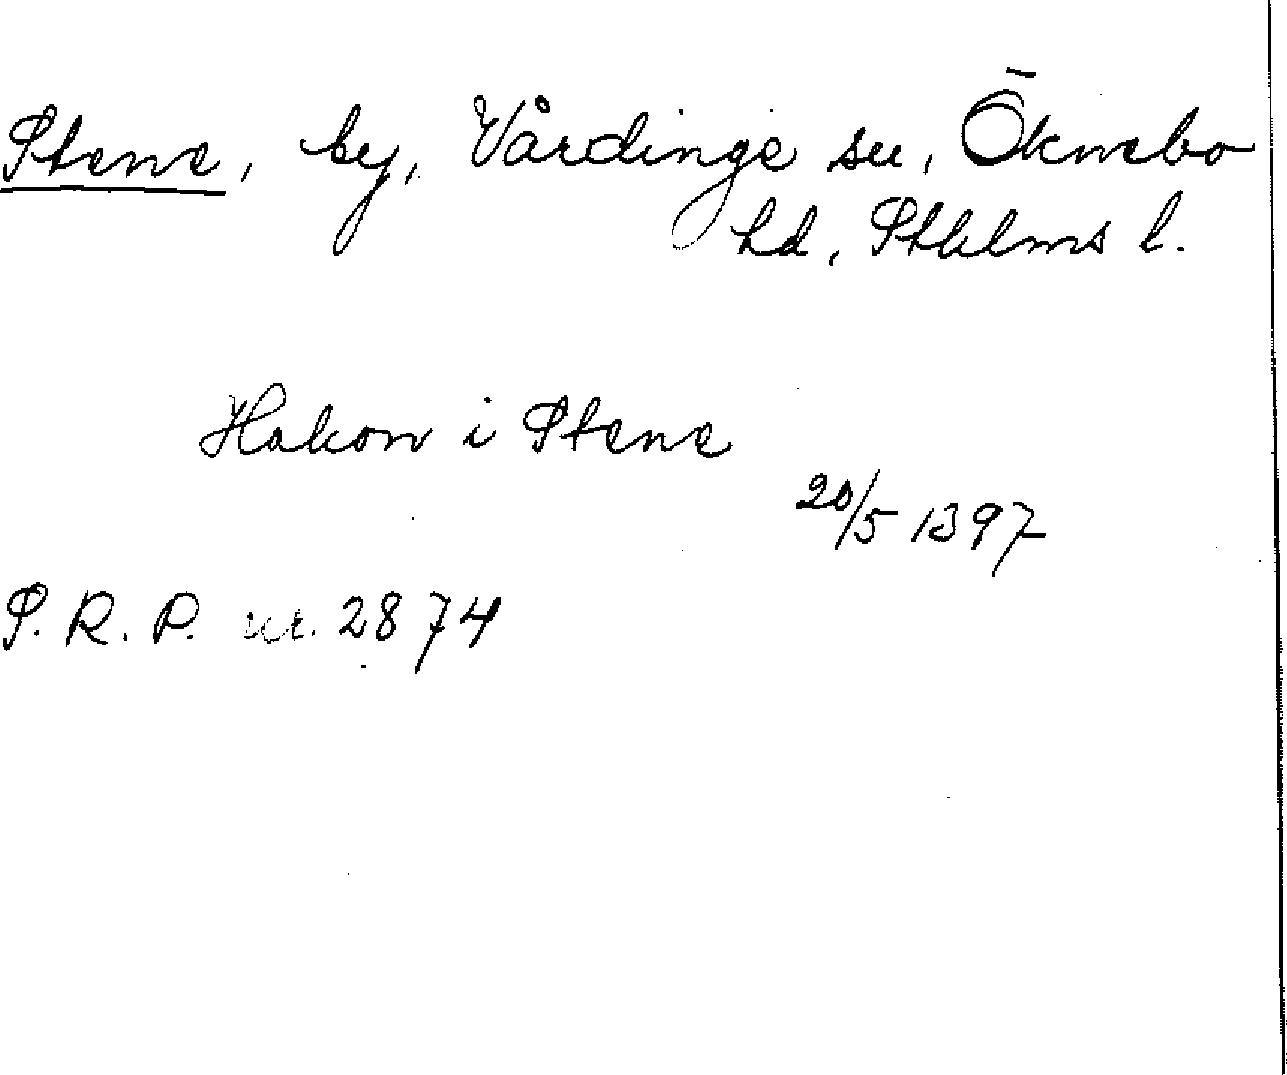 Stene, by, Vårdinge sn, Öknebo
hd, Sthlms l.
Hakon i Stene
20/5 1397
S. R. P. nr. 2874